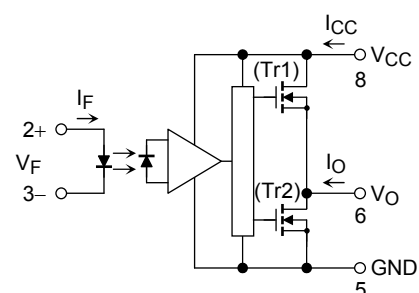 ICC
(Tr1)
VCC
8
IF
2+
VF
3−
IO
(Tr2)
VO
6
GND
5